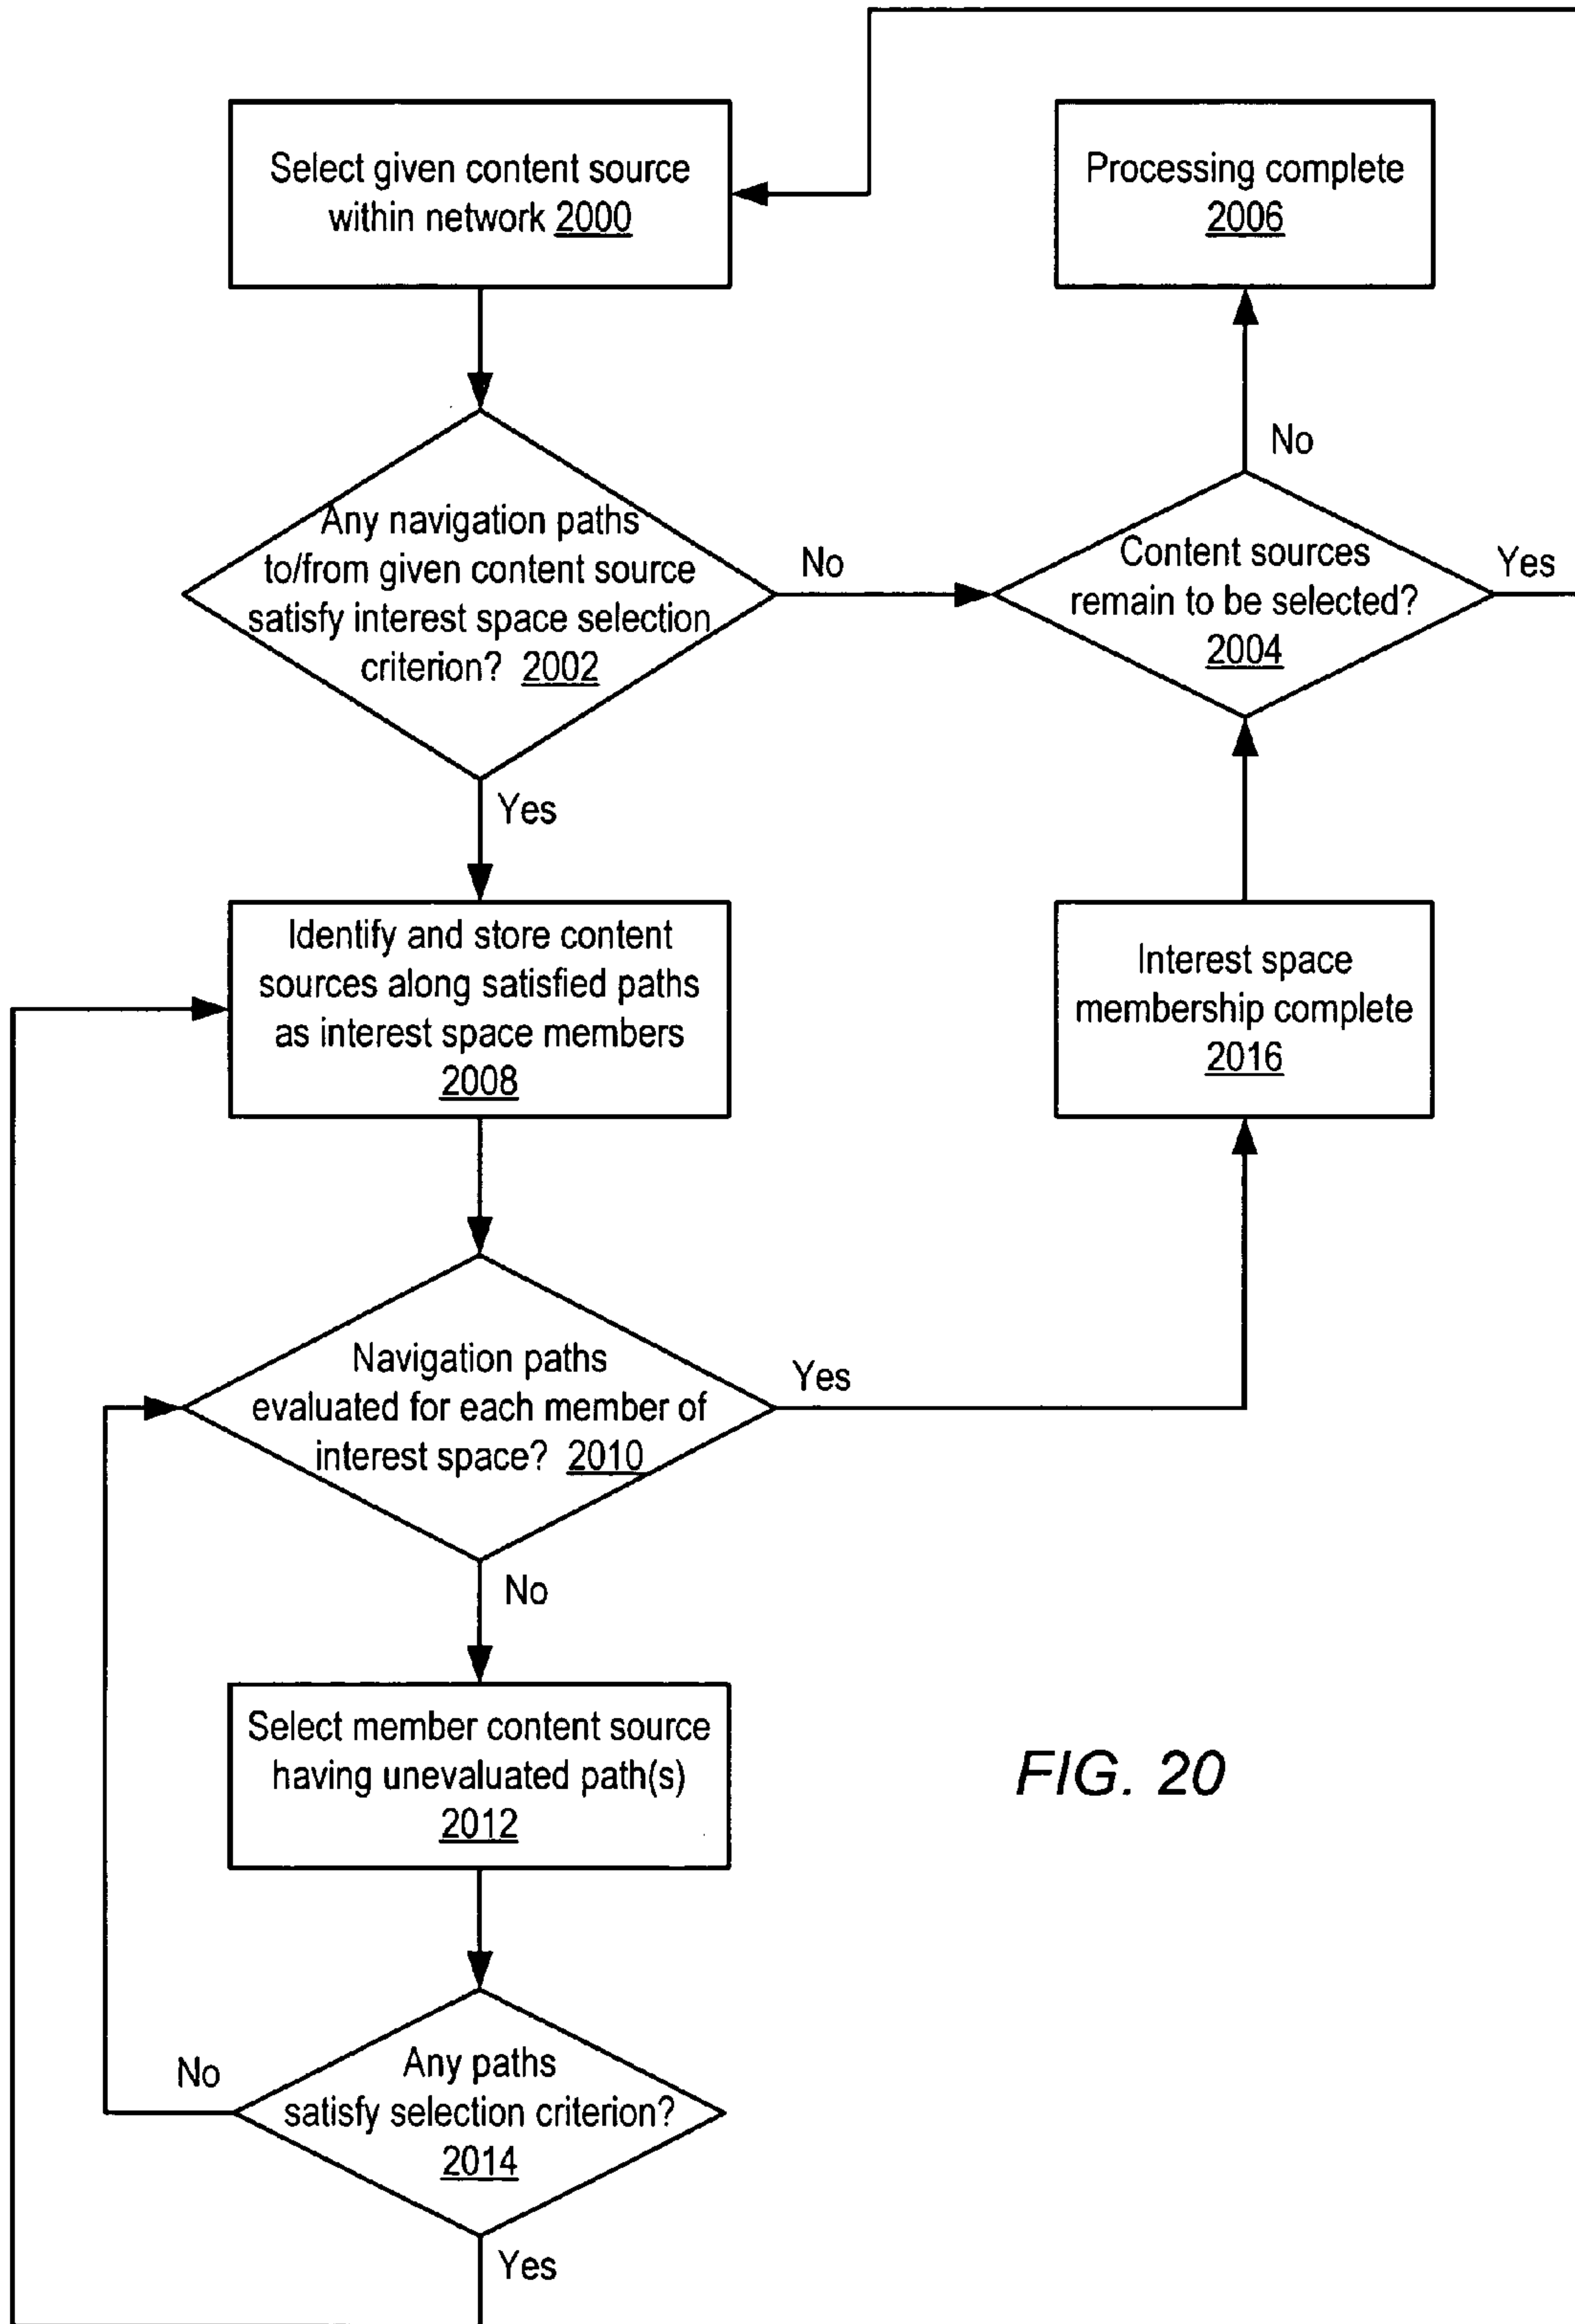 Select given content source
within network 2000
Processing complete
2006
No
Any navigation paths
to/from given content source
satisfy interest space selection
criterion? 2002
No
Content sources
remain to be selected?
2004
Yes
Yes
Identify and store content
sources along satisfied paths
as interest space members
2008
Interest space
membership complete
2016
Navigation paths
evaluated for each member of
interest space? 2010
Yes
No
Select member content source
having unevaluated path(s)
2012
FIG. 20
No
Any paths
satisfy selection criterion?
2014
Yes